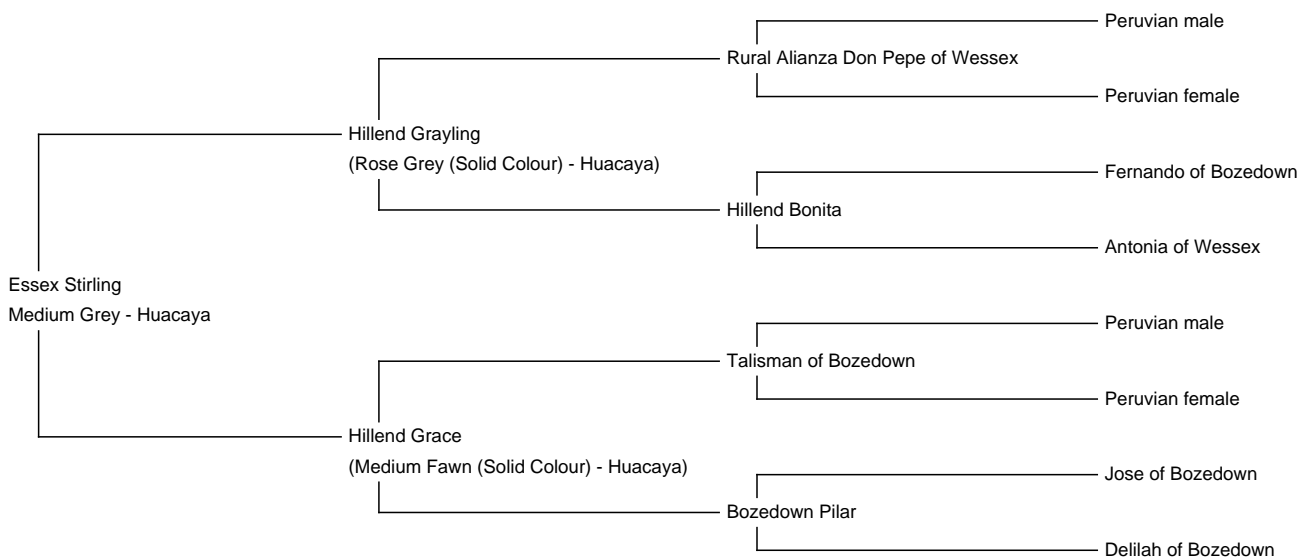 Peruvian male
Rural Alianza Don Pepe of Wessex
Peruvian female
Hillend Grayling
(Rose Grey (Solid Colour) - Huacaya)
Fernando of Bozedown
Hillend Bonita
Antonia of Wessex
Essex Stirling
Medium Grey - Huacaya
Peruvian male
Talisman of Bozedown
Peruvian female
Hillend Grace
(Medium Fawn (Solid Colour) - Huacaya)
Jose of Bozedown
Bozedown Pilar
Delilah of Bozedown